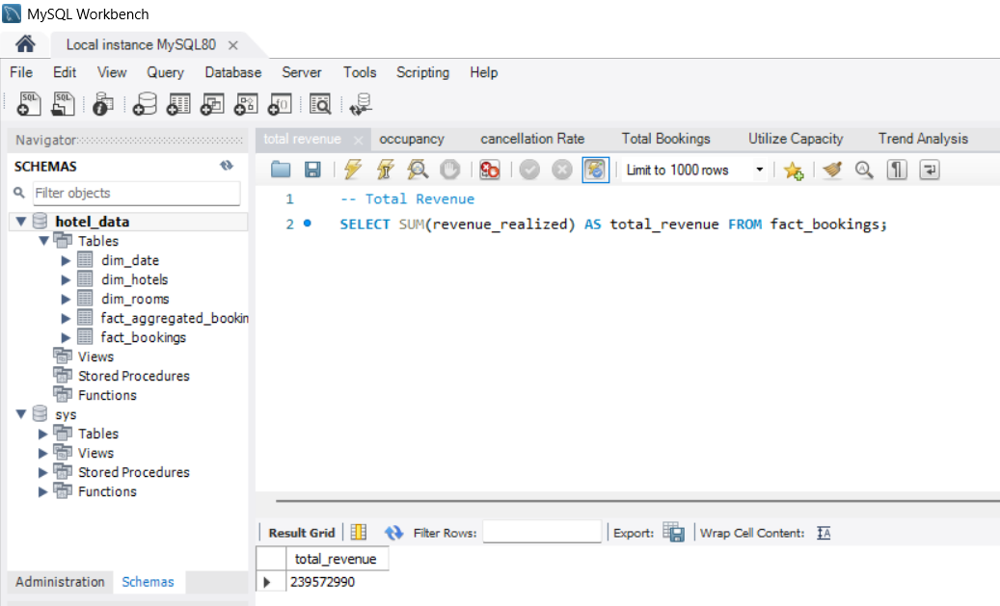 MySQL Workbench
Local instance MySQL80
File Edit View Query Database Server Tools Scripting Help
Navigator
SCHEMAS
Filter objects
hotel_data
Tables
dim_date
dim_hotels
dim_rooms
fact_aggregated_bookin
fact_bookings
Views
Stored Procedures
Functions
sys
Tables
Views
Stored Procedures
Functions
Administration Schemas
total revenue occupancy cancellation Rate Total Bookings Utilize Capacity Trend Analysis
Limit to 1000 rows
1 -- Total Revenue
2 SELECT SUM(revenue_realized) AS total_revenue FROM fact_bookings;
Result Grid Filter Rows: Export: Wrap Cell Content:
total_revenue
239572990